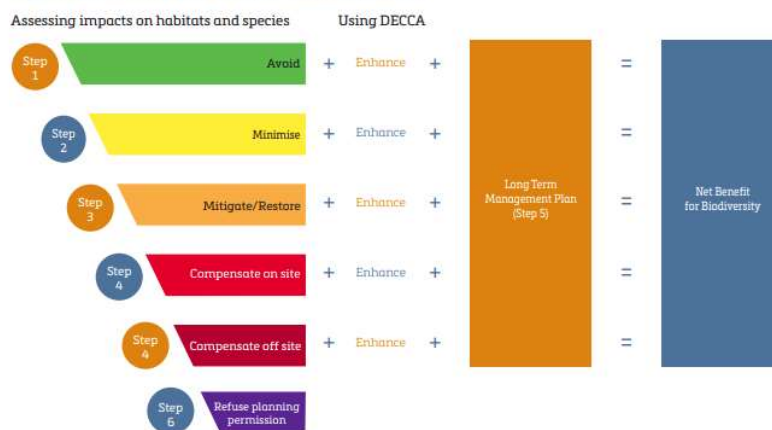 Assessing impacts on habitats and species
Using DECCA
Step
1
Avoid
+ Enhance + =
Step
2
Minimise
+ Enhance + =
Step
3
Mitigate/Restore
+ Enhance + =
Step
4
Compensate on site
+ Enhance + =
Step
4
Compensate off site
+ Enhance + =
Step
6
Refuse planning
permission
Long Term
Management Plan
(Step 5)
Net Benefit
for Biodiversity